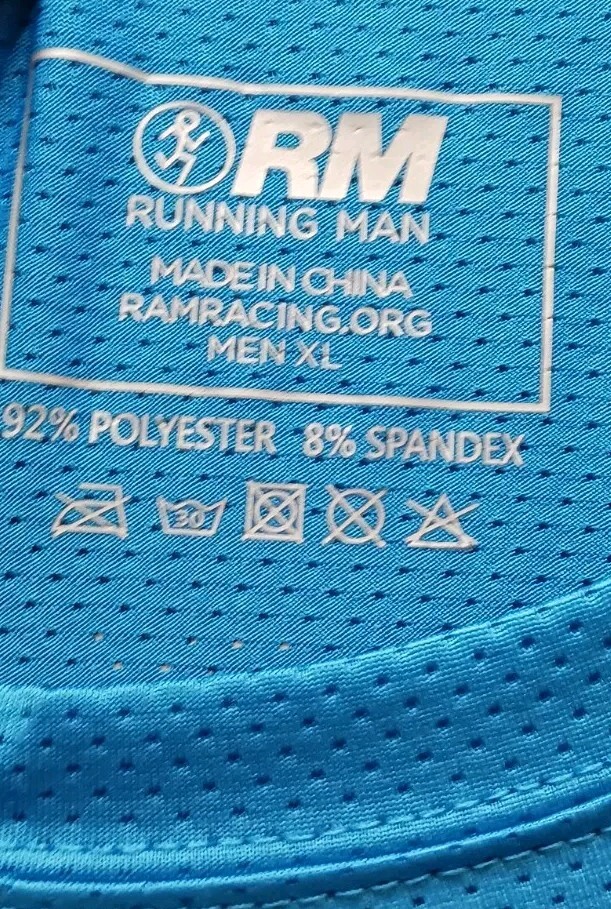 RM
RUNNING MAN
MADE IN CHINA
RAMRACING.ORG
MEN XL
92% POLYESTER 8% SPANDEX
30